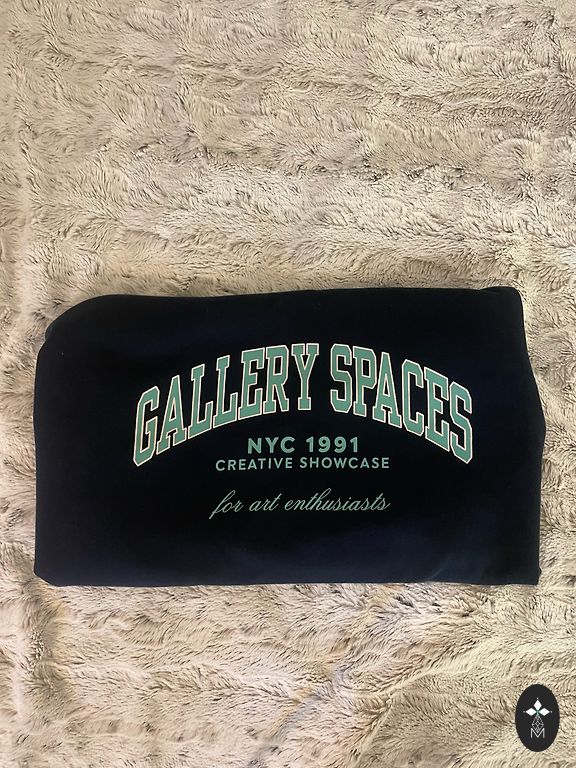 GALLERY SPACES
NYC 1991
CREATIVE SHOWCASE
for art enthusiasts